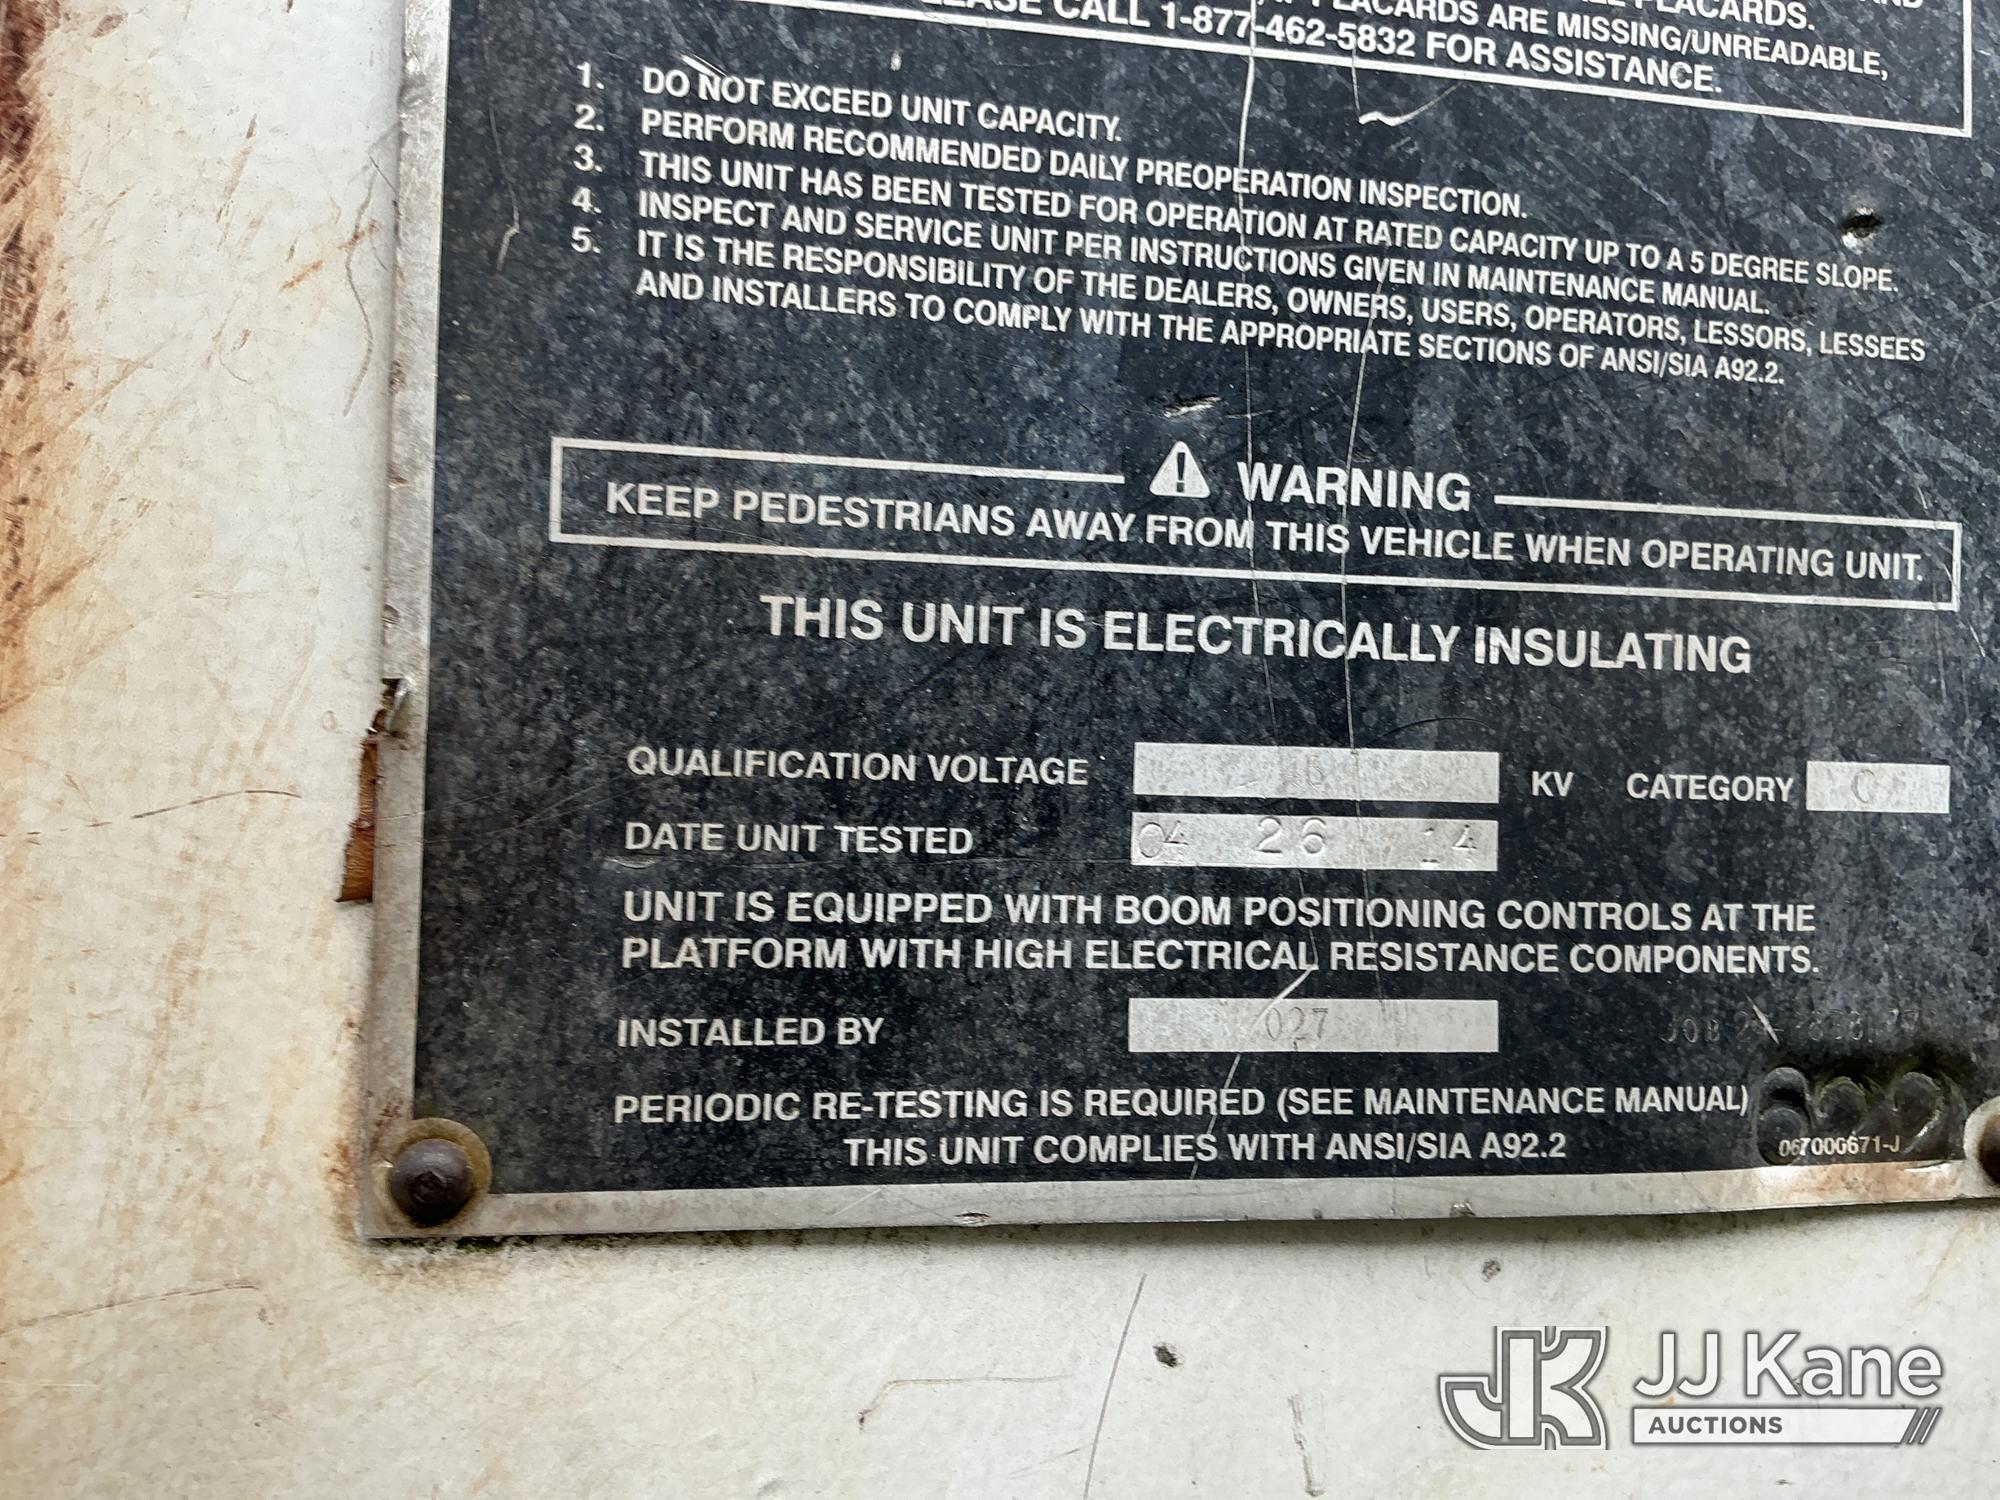 PLACARDS.
PLACARDS ARE MISSING/UNREADABLE,
CALL 1-877-462-5832 FOR ASSISTANCE.
1. DO NOT EXCEED UNIT CAPACITY.
2. PERFORM RECOMMENDED DAILY PREOPERATION INSPECTION.
3. THIS UNIT HAS BEEN TESTED FOR OPERATION AT RATED CAPACITY UP TO A 5 DEGREE SLOPE.
4. INSPECT AND SERVICE UNIT PER INSTRUCTIONS GIVEN IN MAINTENANCE MANUAL.
5. IT IS THE RESPONSIBILITY OF THE DEALERS, OWNERS, USERS, OPERATORS, LESSORS, LESSEES
AND INSTALLERS TO COMPLY WITH THE APPROPRIATE SECTIONS OF ANSI/SIA A92.2.
WARNING
KEEP PEDESTRIANS AWAY FROM THIS VEHICLE WHEN OPERATING UNIT.
THIS UNIT IS ELECTRICALLY INSULATING
QUALIFICATION VOLTAGE KV CATEGORY C
DATE UNIT TESTED 04 26 14
UNIT IS EQUIPPED WITH BOOM POSITIONING CONTROLS AT THE
PLATFORM WITH HIGH ELECTRICAL RESISTANCE COMPONENTS.
INSTALLED BY 027 JOB
PERIODIC RE-TESTING IS REQUIRED (SEE MAINTENANCE MANUAL)
THIS UNIT COMPLIES WITH ANSI/SIA A92.2
067000671-J
JJ Kane
AUCTIONS